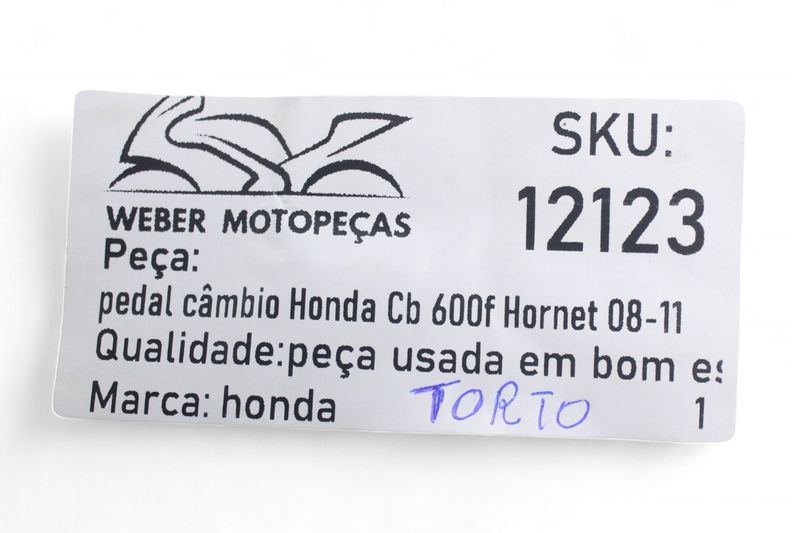 SKU:
12123
WEBER MOTOPEÇAS
Peça:
pedal câmbio Honda Cb 600f Hornet 08-11
Qualidade:peça usada em bom es
Marca: honda TORTO 1